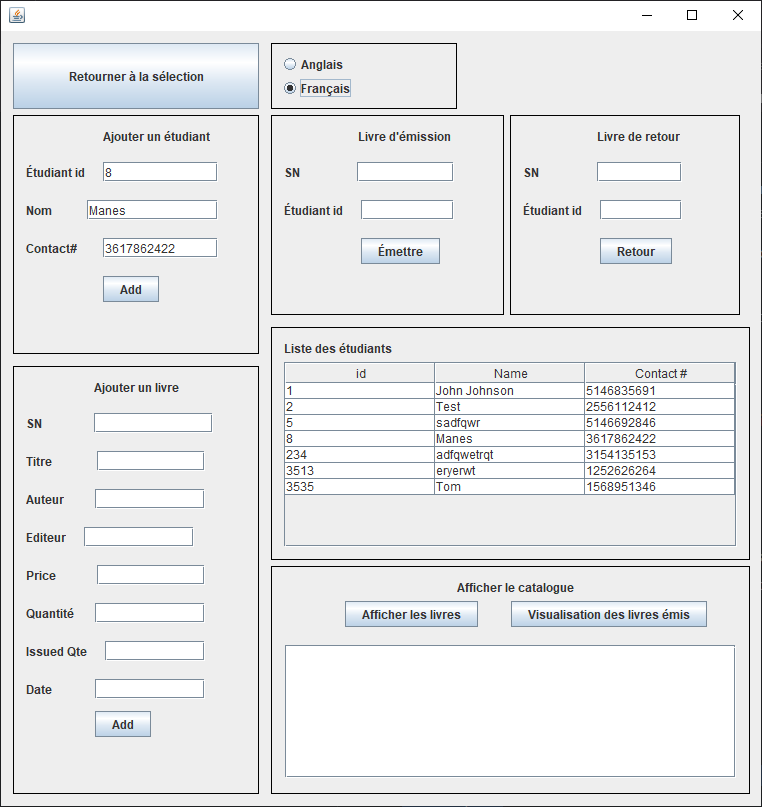 Retourner à la sélection
Anglais
Français
Ajouter un étudiant
Étudiant id 8
Nom Manes
Contact# 3617862422
Add
Livre d'émission
SN
Étudiant id
Émettre
Livre de retour
SN
Étudiant id
Retour
Ajouter un livre
SN
Titre
Auteur
Editeur
Price
Quantité
Issued Qte
Date
Add
Liste des étudiants
id Name Contact #
1 John Johnson 5146835691
2 Test 2556112412
5 sadfqwr 5146692846
8 Manes 3617862422
234 adfqwetrqt 3154135153
3513 eryerwt 1252626264
3535 Tom 1568951346
Afficher le catalogue
Afficher les livres Visualisation des livres émis